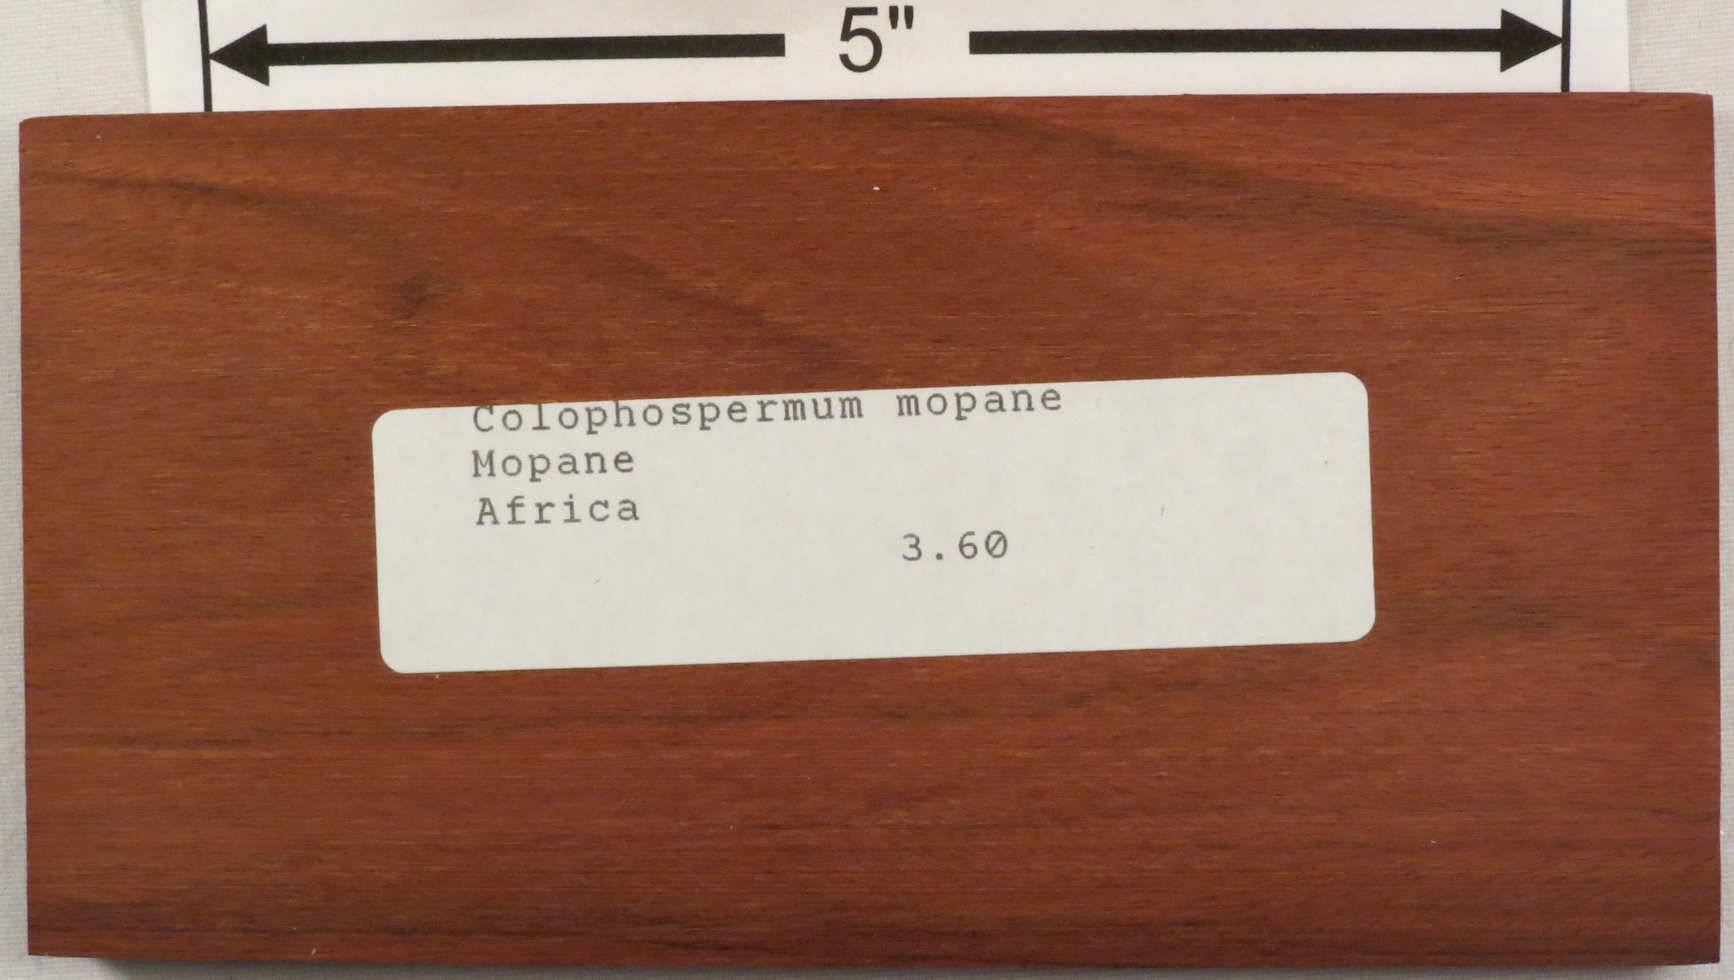 5"
Colophospermum mopane
Mopane
Africa
3.60